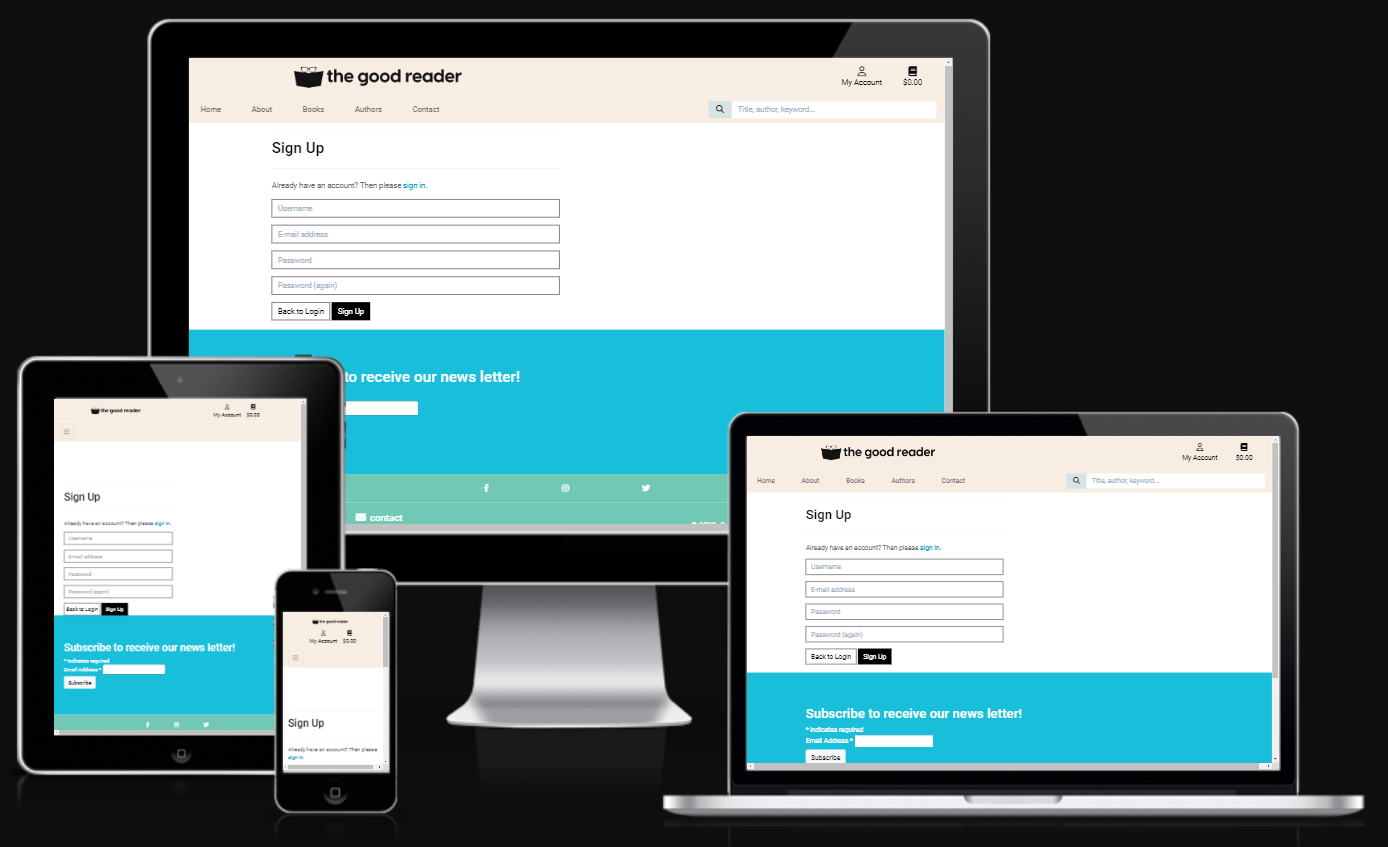 the good reader
My Account
$0.00
Home About Books Authors Contact
Title, author, keyword...
Sign Up
Already have an account? Then please sign in.
Username
E-mail address
Password
Password (again)
Back to Login Sign Up
to receive our news letter!
contact
the good reader
My Account $0.00
Sign Up
Already have an account? Then please sign in.
Username
E-mail address
Password
Password (again)
Back to Login Sign Up
Subscribe to receive our news letter!
* indicates required
Email Address *
Subscribe
the good reader
My Account $0.00
Sign Up
Already have an account? Then please
sign in.
the good reader
My Account $0.00
Home About Books Authors Contact
Title, author, keyword...
Sign Up
Already have an account? Then please sign in.
Username
E-mail address
Password
Password (again)
Back to Login Sign Up
Subscribe to receive our news letter!
* indicates required
Email Address *
Subscribe